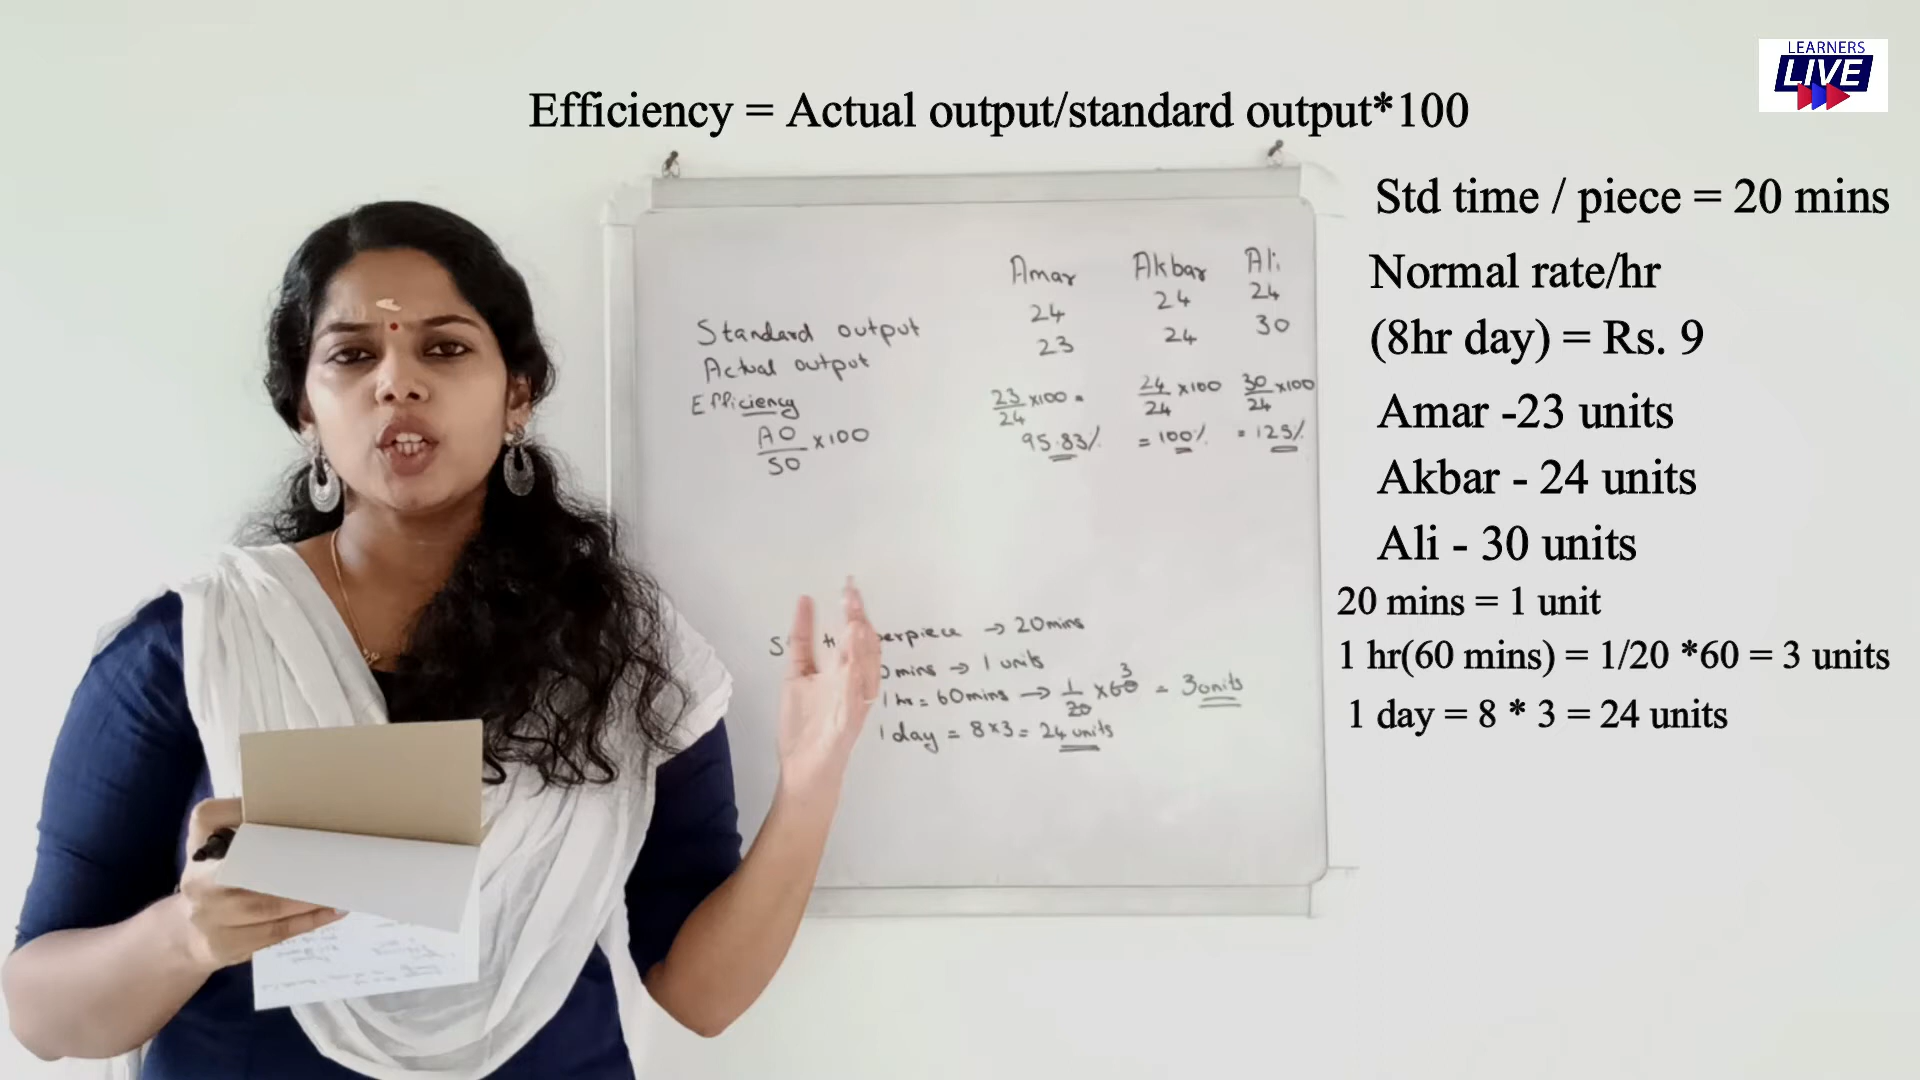 LEARNERS
LIVE
Efficiency = Actual output/standard output*100
Std time / piece = 20 mins
Normal rate/hr
(8hr day) = Rs. 9
Amar -23 units
Akbar - 24 units
Ali - 30 units
20 mins = 1 unit
1 hr(60 mins) = 1/20 *60 = 3 units
1 day = 8 * 3 = 24 units
Amar Akbar Ali
Standard output 24 24 24
Actual output 23 24 30
Efficiency 23/24 x100 = 24/24 x100 30/24 x100
AO/SO x100 95.83% = 100% = 125%
perpiece → 20mins
mins → 1 units
1 hr = 60mins → 1/20 x60 3 = 3units
1 day = 8x3 = 24 units